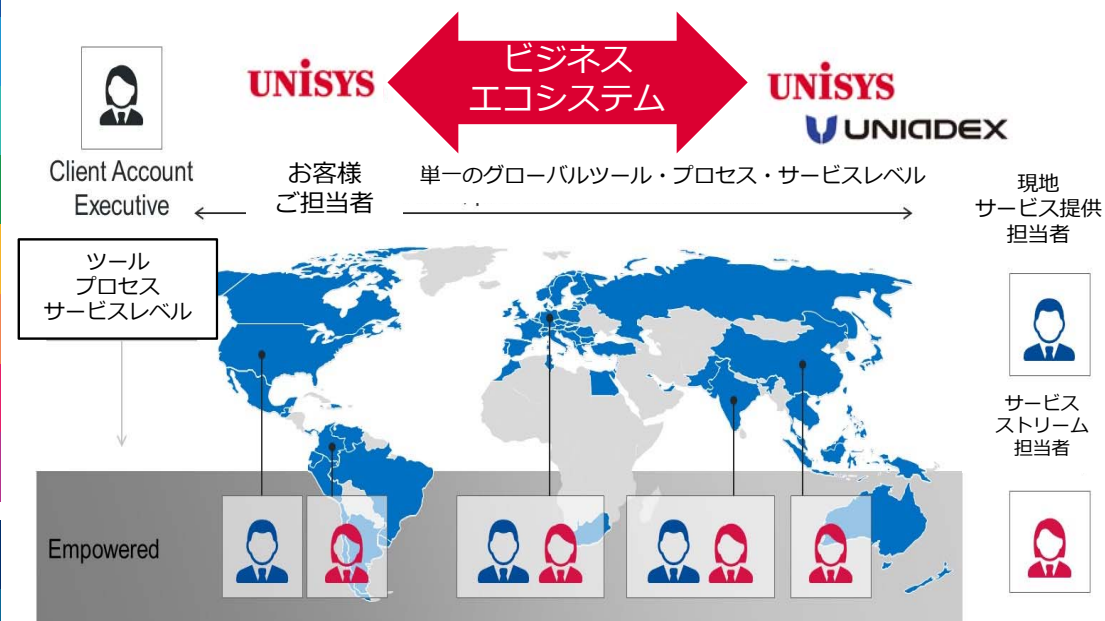 UNISYS
ビジネス
エコシステム
UNISYS
UNIADEX
Client Account
Executive
お客様
ご担当者
単一のグローバルツール・プロセス・サービスレベル
現地
サービス提供
担当者
ツール
プロセス
サービスレベル
サービス
ストリーム
担当者
Empowered